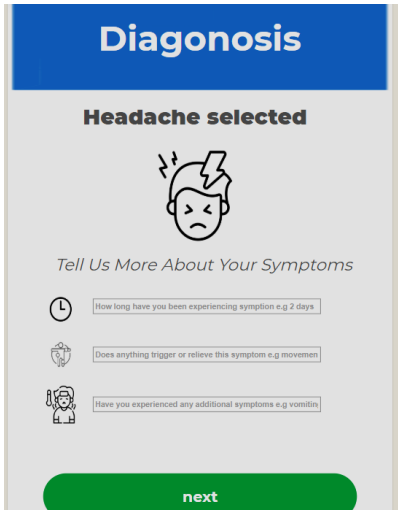 Diagonosis
Headache selected
Tell Us More About Your Symptoms
How long have you been experiencing symption e.g 2 days
Does anything trigger or relieve this symptom e.g movemen
Have you experienced any additional symptoms e.g vomitin
next